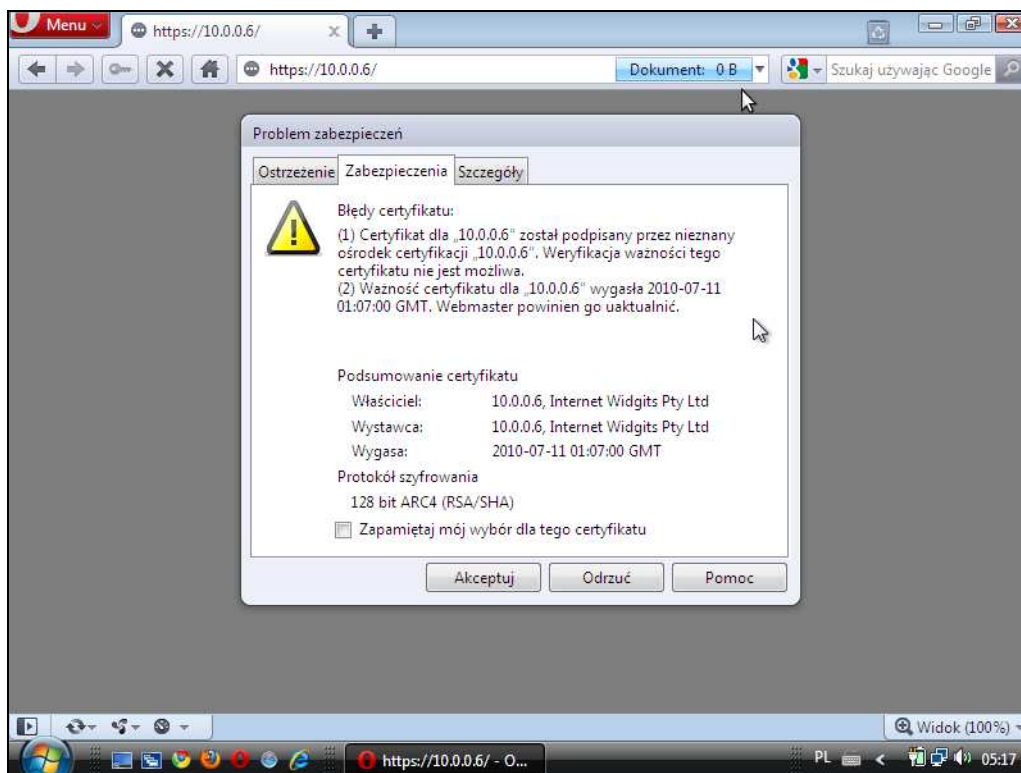 Menu
https://10.0.0.6/
https://10.0.0.6/
Dokument: 0 B
Szukaj używając Google
Problem zabezpieczeń
Ostrzeżenie
Zabezpieczenia
Szczegóły
Błędy certyfikatu:
(1) Certyfikat dla „10.0.0.6” został podpisany przez nieznany
ośrodek certyfikacji „10.0.0.6”. Weryfikacja ważności tego
certyfikatu nie jest możliwa.
(2) Ważność certyfikatu dla „10.0.0.6” wygasła 2010-07-11
01:07:00 GMT. Webmaster powinien go uaktualnić.
Podsumowanie certyfikatu
Właściciel: 10.0.0.6, Internet Widgits Pty Ltd
Wystawca: 10.0.0.6, Internet Widgits Pty Ltd
Wygasa: 2010-07-11 01:07:00 GMT
Protokół szyfrowania
128 bit ARC4 (RSA/SHA)
Zapamiętaj mój wybór dla tego certyfikatu
Akceptuj
Odrzuć
Pomoc
Widok (100%)
https://10.0.0.6/ - O...
PL
05:17